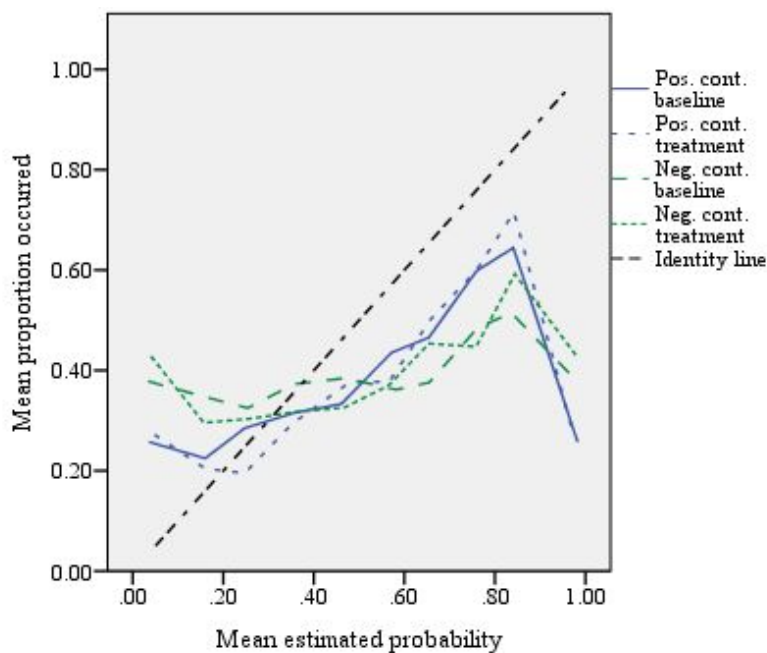 1.00
0.80
0.60
0.40
0.20
0.00
Mean proportion occurred
.00 .20 .40 .60 .80 1.00
Mean estimated probability
Pos. cont.
baseline
Pos. cont.
treatment
Neg. cont.
baseline
Neg. cont.
treatment
Identity line